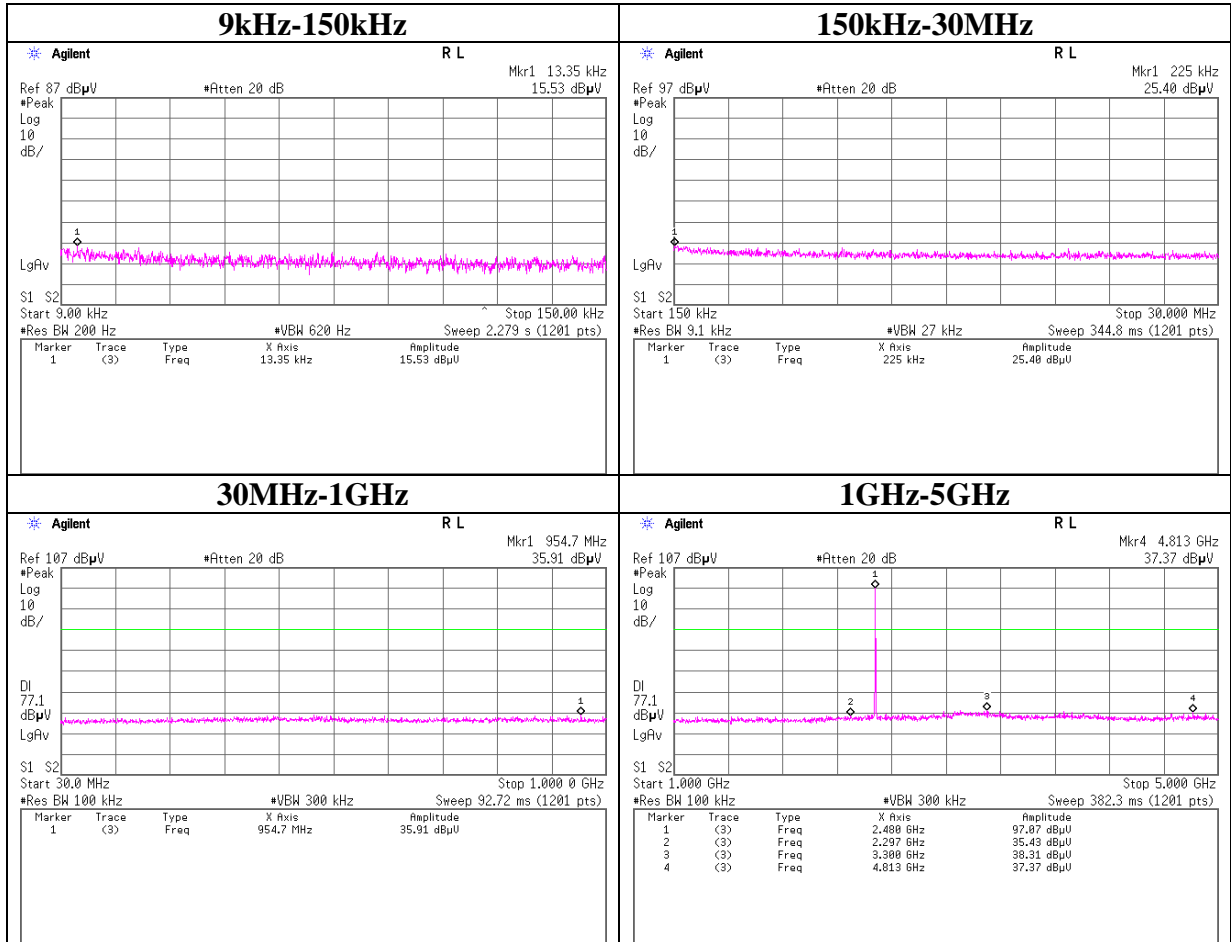 9kHz-150kHz
Agilent R L
Mkr1 13.35 kHz
Ref 87 dBµV #Atten 20 dB 15.53 dBµV
#Peak
Log
10
dB/
1
LgAv
S1 S2
Start 9.00 kHz ^ Stop 150.00 kHz
#Res BW 200 Hz #VBW 620 Hz Sweep 2.279 s (1201 pts)
Marker Trace Type X Axis Amplitude
1 (3) Freq 13.35 kHz 15.53 dBµV
150kHz-30MHz
Agilent R L
Mkr1 225 kHz
Ref 97 dBµV #Atten 20 dB 25.40 dBµV
#Peak
Log
10
dB/
1
LgAv
S1 S2
Start 150 kHz Stop 30.000 MHz
#Res BW 9.1 kHz #VBW 27 kHz Sweep 344.8 ms (1201 pts)
Marker Trace Type X Axis Amplitude
1 (3) Freq 225 kHz 25.40 dBµV
30MHz-1GHz
Agilent R L
Mkr1 954.7 MHz
Ref 107 dBµV #Atten 20 dB 35.91 dBµV
#Peak
Log
10
dB/
DI
77.1
dBµV
1
LgAv
S1 S2
Start 30.0 MHz Stop 1.000 0 GHz
#Res BW 100 kHz #VBW 300 kHz Sweep 92.72 ms (1201 pts)
Marker Trace Type X Axis Amplitude
1 (3) Freq 954.7 MHz 35.91 dBµV
1GHz-5GHz
Agilent R L
Mkr4 4.813 GHz
Ref 107 dBµV #Atten 20 dB 37.37 dBµV
#Peak
1
Log
10
dB/
DI
77.1
dBµV
2 3 4
LgAv
S1 S2
Start 1.000 GHz Stop 5.000 GHz
#Res BW 100 kHz #VBW 300 kHz Sweep 382.3 ms (1201 pts)
Marker Trace Type X Axis Amplitude
1 (3) Freq 2.480 GHz 97.07 dBµV
2 (3) Freq 2.297 GHz 35.43 dBµV
3 (3) Freq 3.300 GHz 38.31 dBµV
4 (3) Freq 4.813 GHz 37.37 dBµV